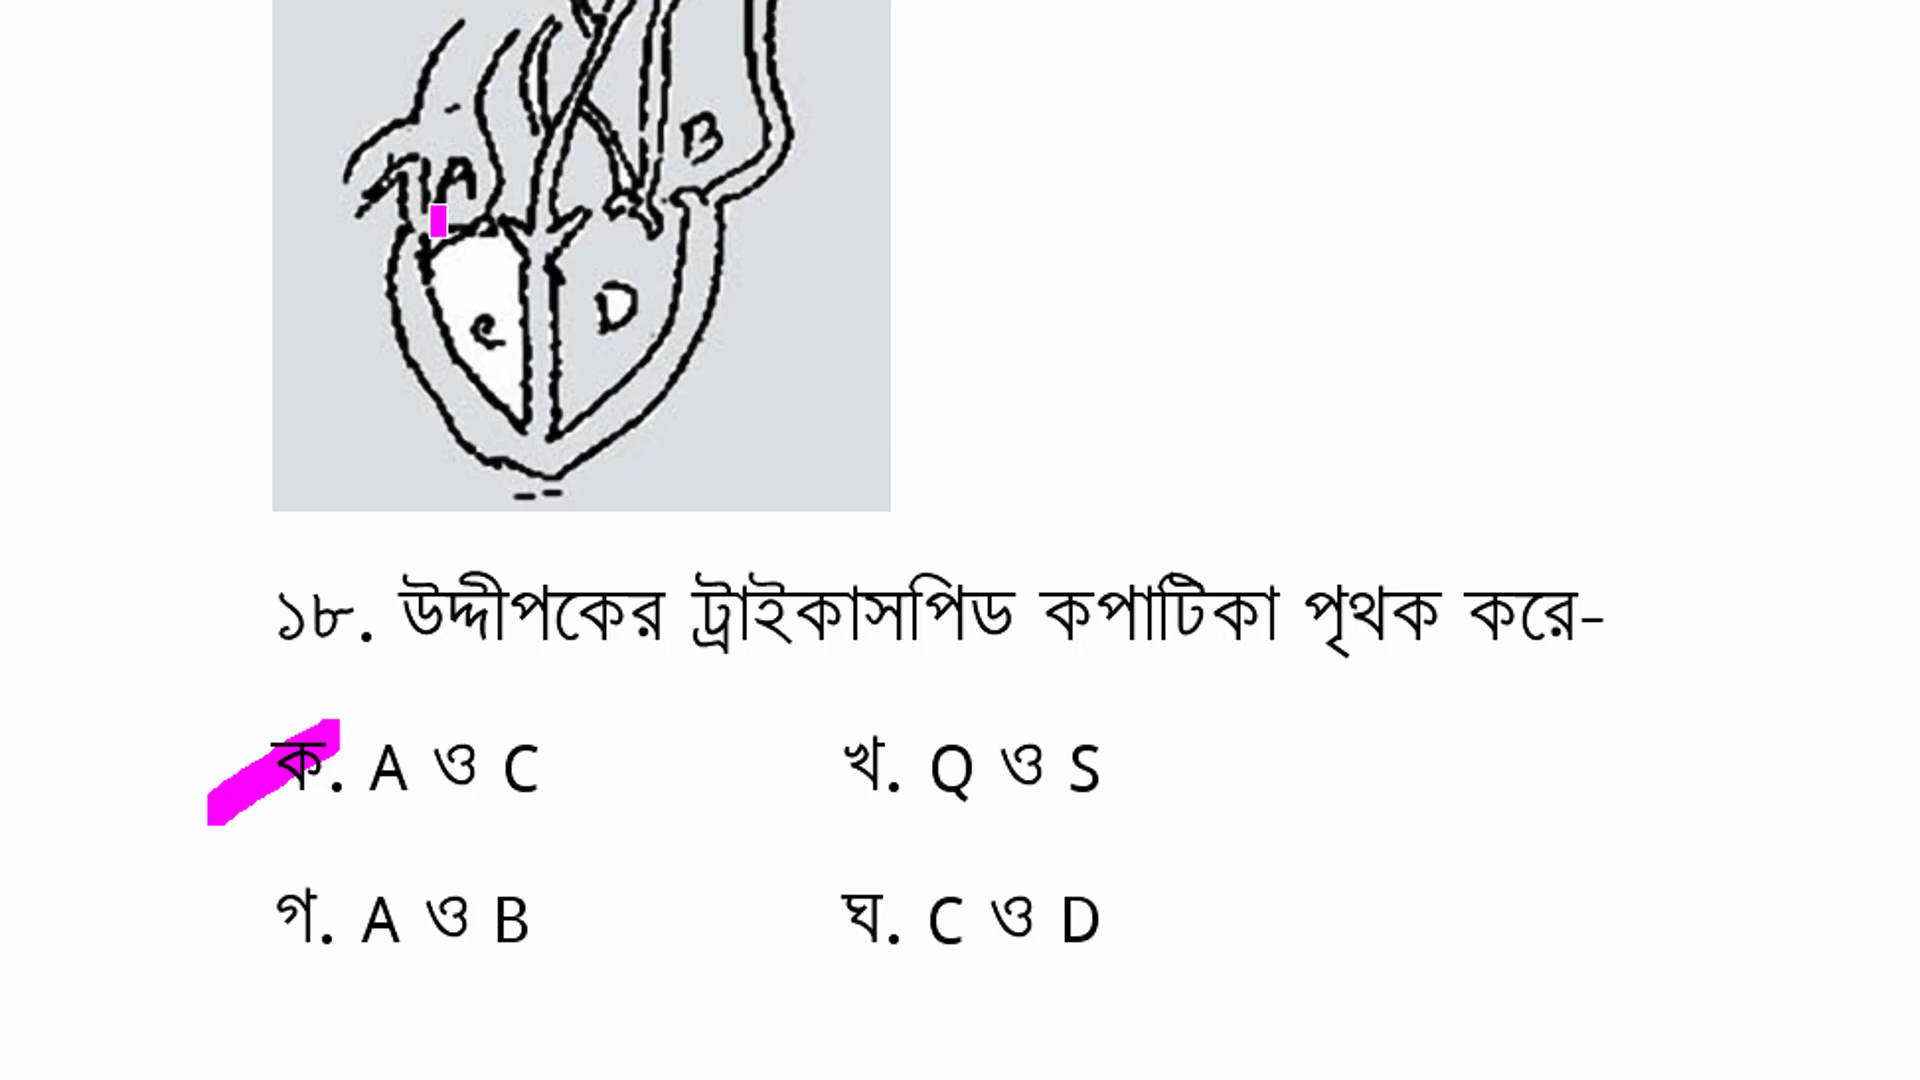 B
A
D
C
১৮. উদ্দীপকের ট্রাইকাসপিড কপাটিকা পৃথক করে-
ক. A ও C খ. Q ও S
গ. A ও B ঘ. C ও D